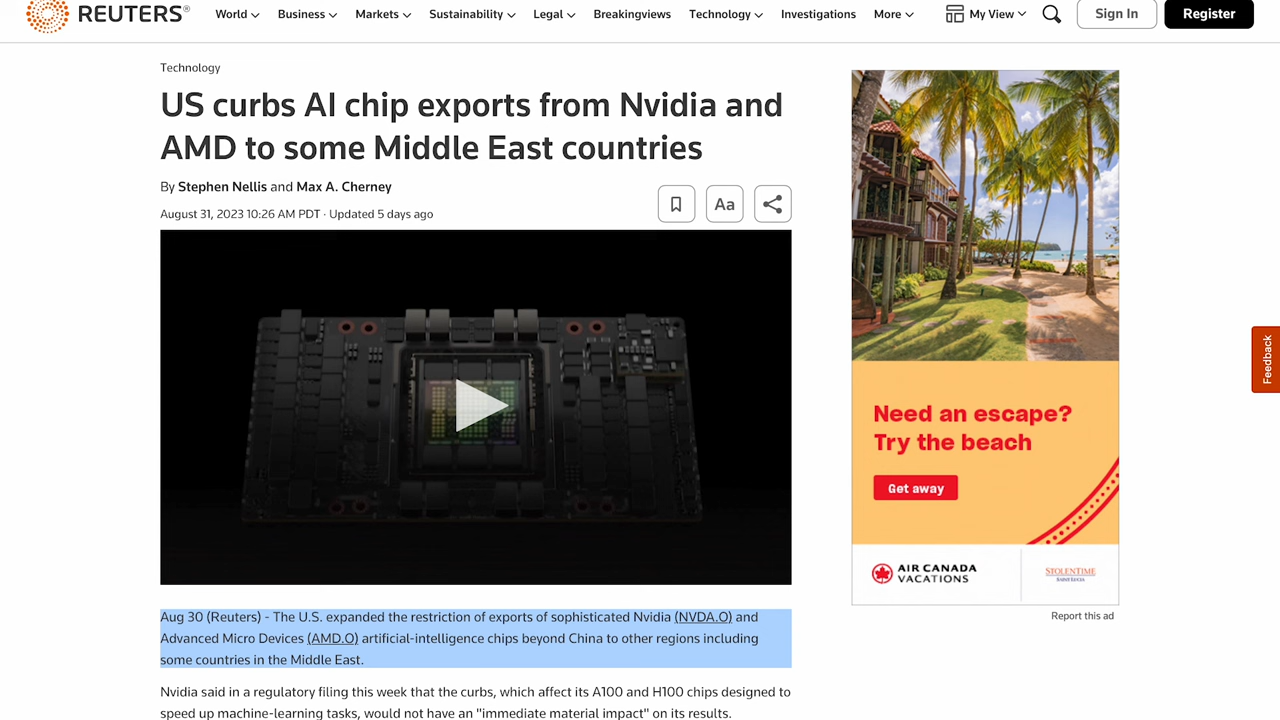 REUTERS®
World Business Markets Sustainability Legal Breakingviews Technology Investigations More My View Sign In Register
Technology
US curbs AI chip exports from Nvidia and
AMD to some Middle East countries
By Stephen Nellis and Max A. Cherney
August 31, 2023 10:26 AM PDT · Updated 5 days ago
Aa
Aug 30 (Reuters) - The U.S. expanded the restriction of exports of sophisticated Nvidia (NVDA.O) and
Advanced Micro Devices (AMD.O) artificial-intelligence chips beyond China to other regions including
some countries in the Middle East.
Nvidia said in a regulatory filing this week that the curbs, which affect its A100 and H100 chips designed to
speed up machine-learning tasks, would not have an "immediate material impact" on its results.
Need an escape?
Try the beach
Get away
AIR CANADA
VACATIONS
STOLENTIME
SAINT LUCIA
Report this ad
Feedback